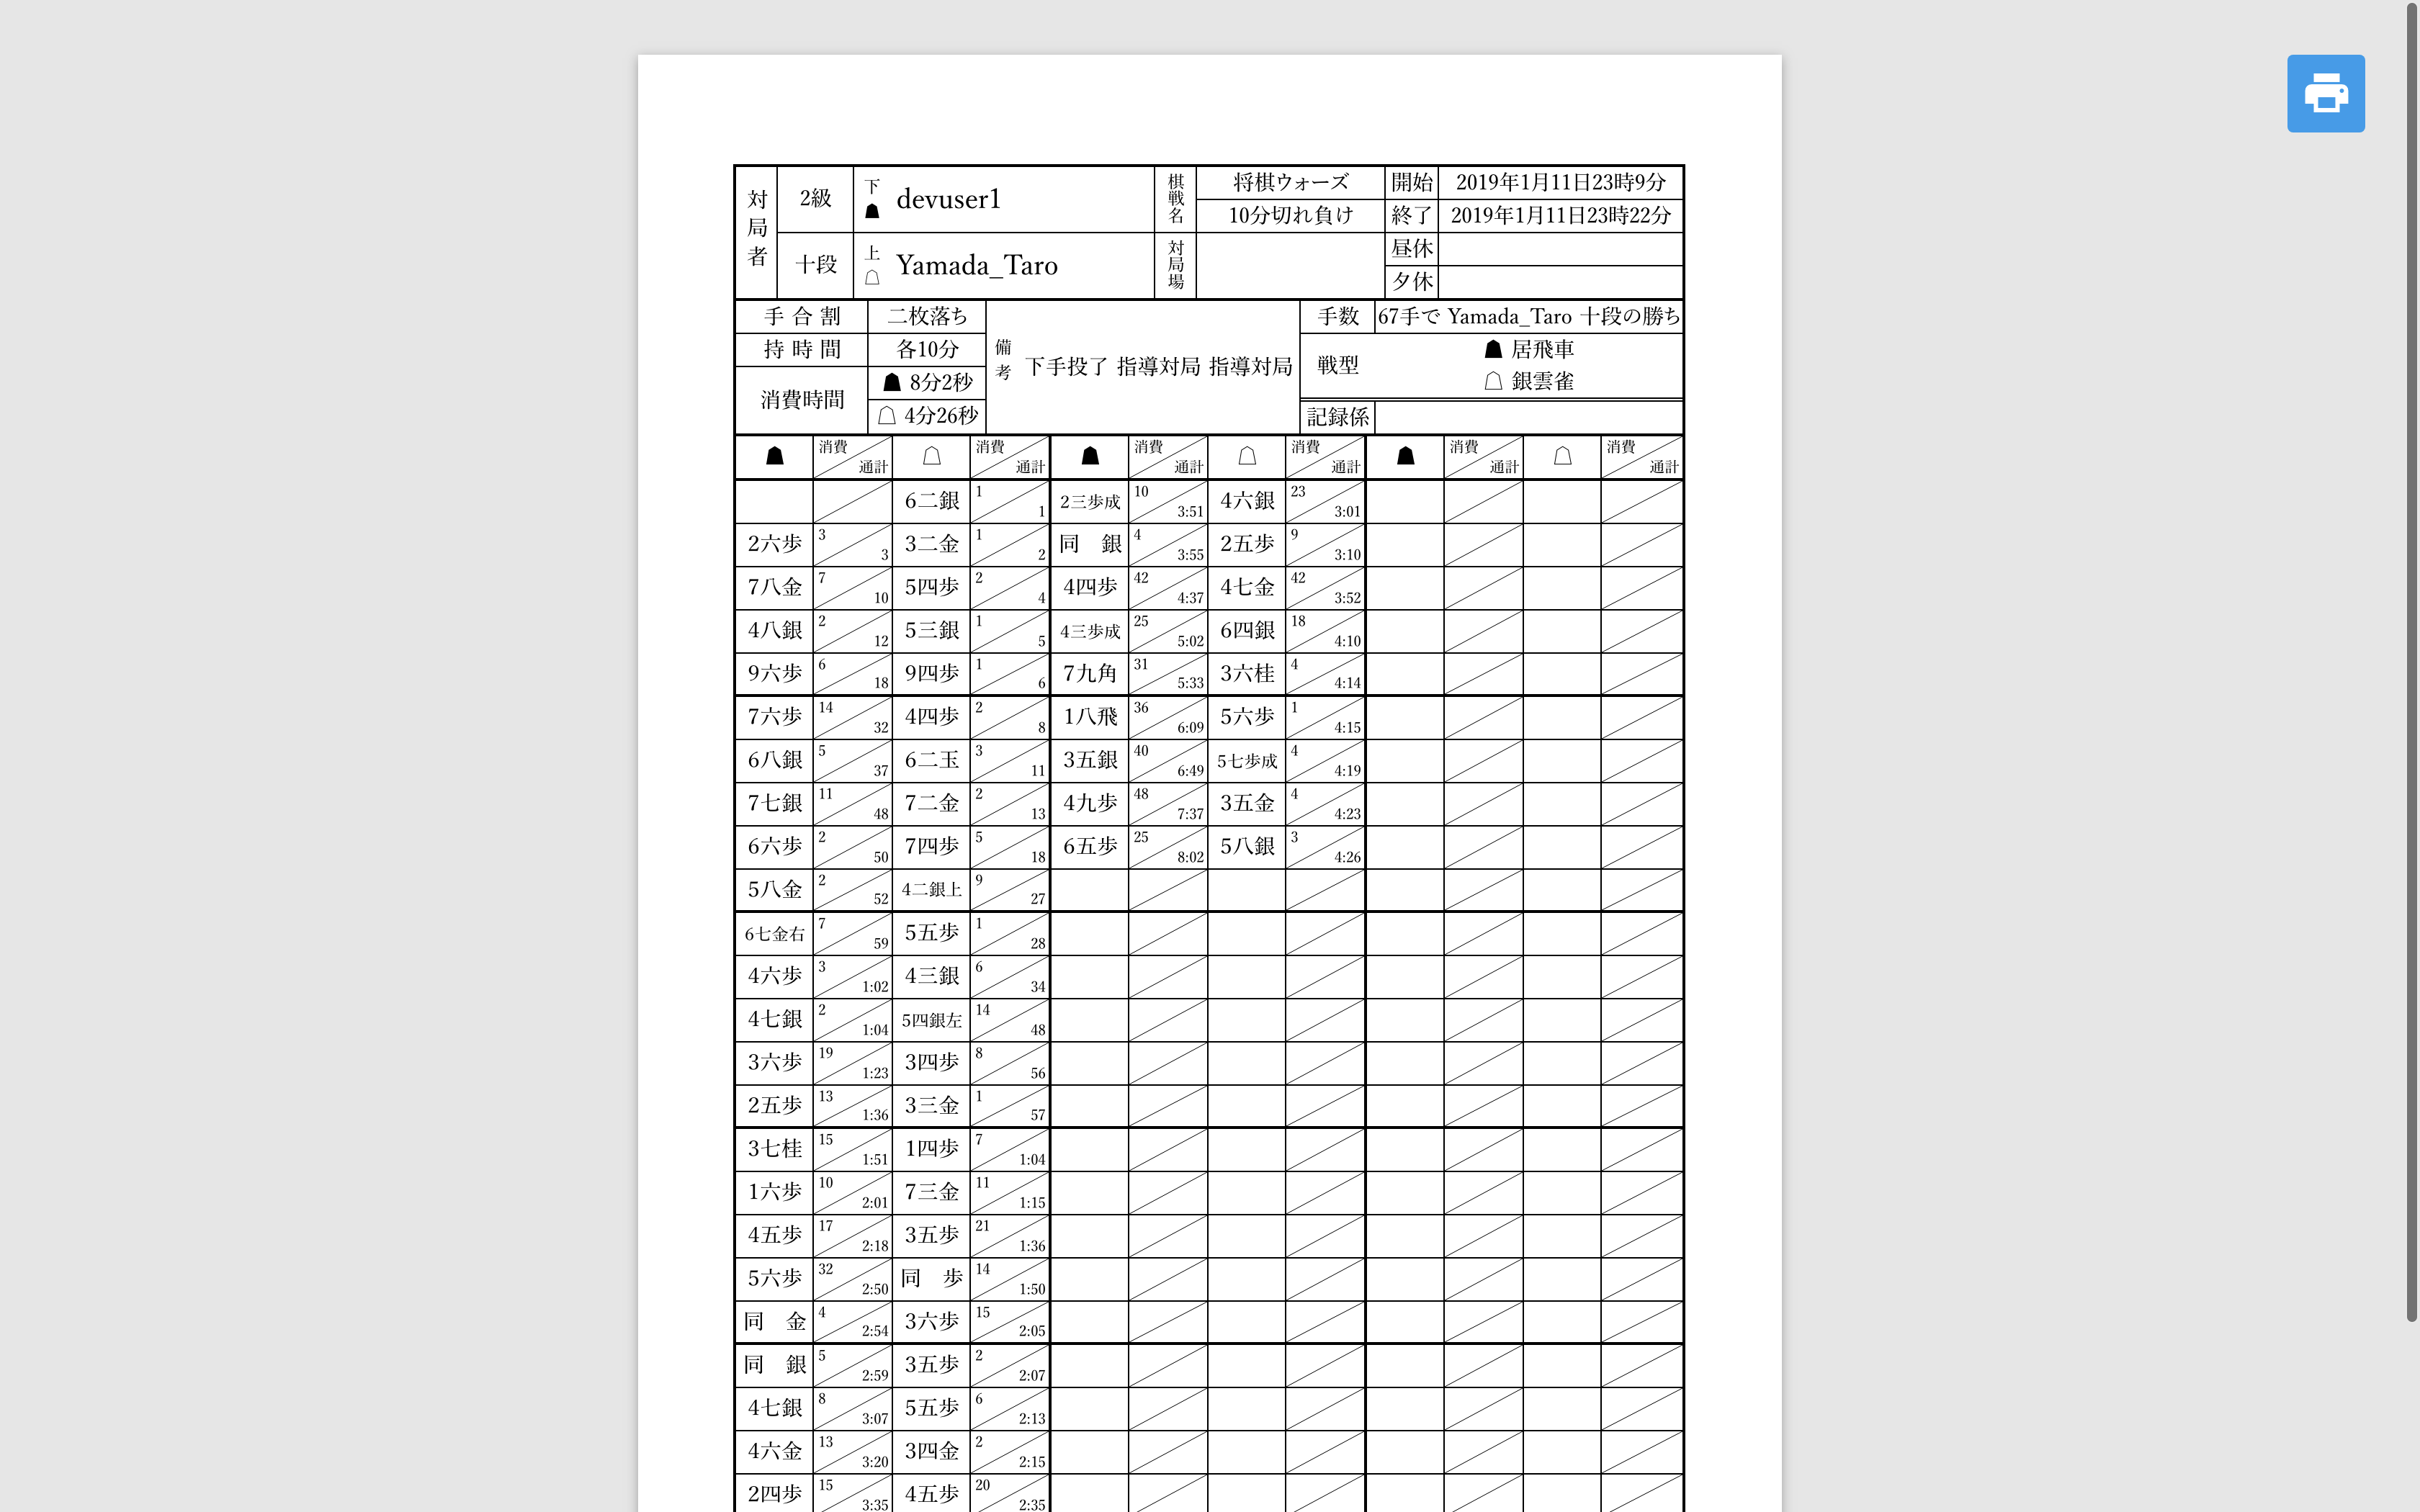 対局者 2級 下☗ devuser1 棋戦名 将棋ウォーズ 開始 2019年1月11日23時9分
10分切れ負け 終了 2019年1月11日23時22分
十段 上☖ Yamada_Taro 対局場 昼休
夕休
手合割 二枚落ち 備考 下手投了 指導対局 指導対局 手数 67手で Yamada_Taro 十段の勝ち
持時間 各10分 戦型 ☗ 居飛車
消費時間 ☗ 8分2秒 ☖ 銀雲雀
☖ 4分26秒 記録係
☗ 消費 通計 ☖ 消費 通計 ☗ 消費 通計 ☖ 消費 通計 ☗ 消費 通計 ☖ 消費 通計
6二銀 1 1 2三歩成 10 3:51 4六銀 23 3:01
2六歩 3 3 3二金 1 2 同 銀 4 3:55 2五歩 9 3:10
7八金 7 10 5四歩 2 4 4四歩 42 4:37 4七金 42 3:52
4八銀 2 12 5三銀 1 5 4三歩成 25 5:02 6四銀 18 4:10
9六歩 6 18 9四歩 1 6 7九角 31 5:33 3六桂 4 4:14
7六歩 14 32 4四歩 2 8 1八飛 36 6:09 5六歩 1 4:15
6八銀 5 37 6二玉 3 11 3五銀 40 6:49 5七歩成 4 4:19
7七銀 11 48 7二金 2 13 4九歩 48 7:37 3五金 4 4:23
6六歩 2 50 7四歩 5 18 6五歩 25 8:02 5八銀 3 4:26
5八金 2 52 4二銀上 9 27
6七金右 7 59 5五歩 1 28
4六歩 3 1:02 4三銀 6 34
4七銀 2 1:04 5四銀左 14 48
3六歩 19 1:23 3四歩 8 56
2五歩 13 1:36 3三金 1 57
3七桂 15 1:51 1四歩 7 1:04
1六歩 10 2:01 7三金 11 1:15
4五歩 17 2:18 3五歩 21 1:36
5六歩 32 2:50 同 歩 14 1:50
同 金 4 2:54 3六歩 15 2:05
同 銀 5 2:59 3五歩 2 2:07
4七銀 8 3:07 5五歩 6 2:13
4六金 13 3:20 3四金 2 2:15
2四歩 15 3:35 4五歩 20 2:35